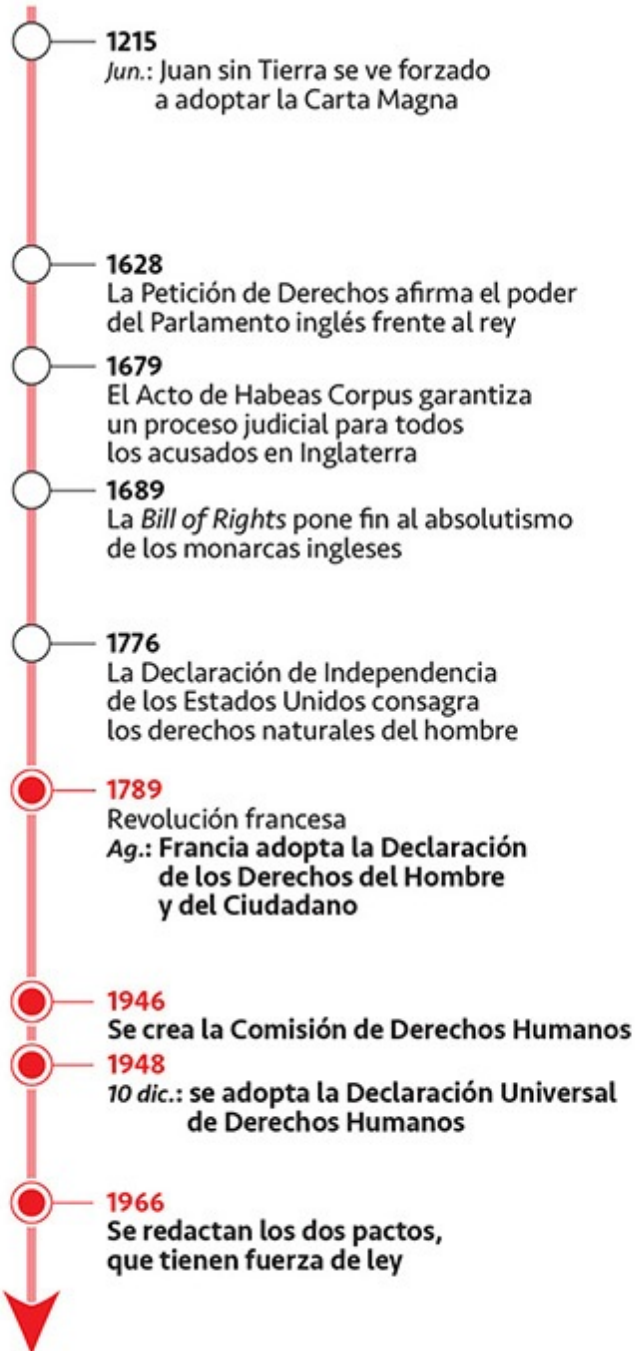 1215
Jun.: Juan sin Tierra se ve forzado
a adoptar la Carta Magna
1628
La Petición de Derechos afirma el poder
del Parlamento inglés frente al rey
1679
El Acto de Habeas Corpus garantiza
un proceso judicial para todos
los acusados en Inglaterra
1689
La Bill of Rights pone fin al absolutismo
de los monarcas ingleses
1776
La Declaración de Independencia
de los Estados Unidos consagra
los derechos naturales del hombre
1789
Revolución francesa
Ag.: Francia adopta la Declaración
de los Derechos del Hombre
y del Ciudadano
1946
Se crea la Comisión de Derechos Humanos
1948
10 dic.: se adopta la Declaración Universal
de Derechos Humanos
1966
Se redactan los dos pactos,
que tienen fuerza de ley